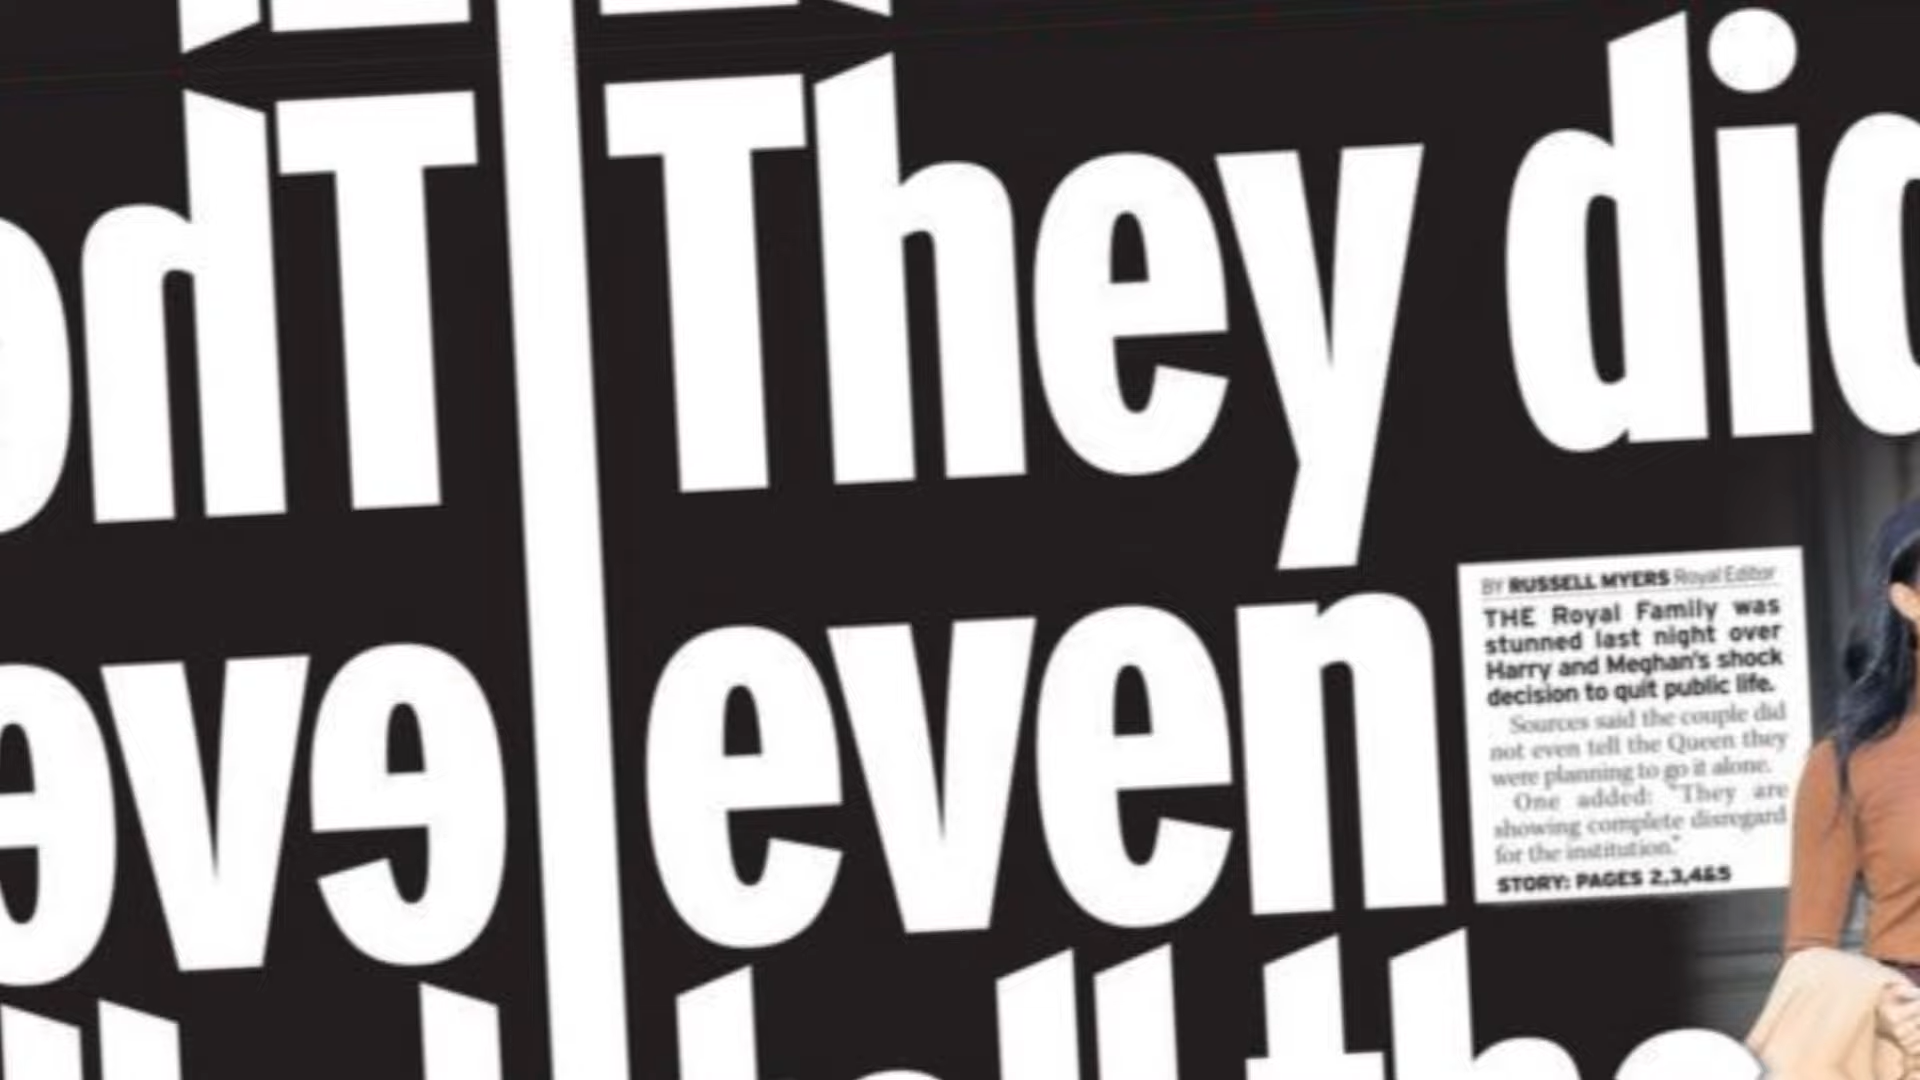 They did
even
tell the
BY RUSSELL MYERS Royal Editor
THE Royal Family was
stunned last night over
Harry and Meghan's shock
decision to quit public life.
Sources said the couple did
not even tell the Queen they
were planning to go it alone.
One added: "They are
showing complete disregard
for the institution."
STORY: PAGES 2,3,4&5